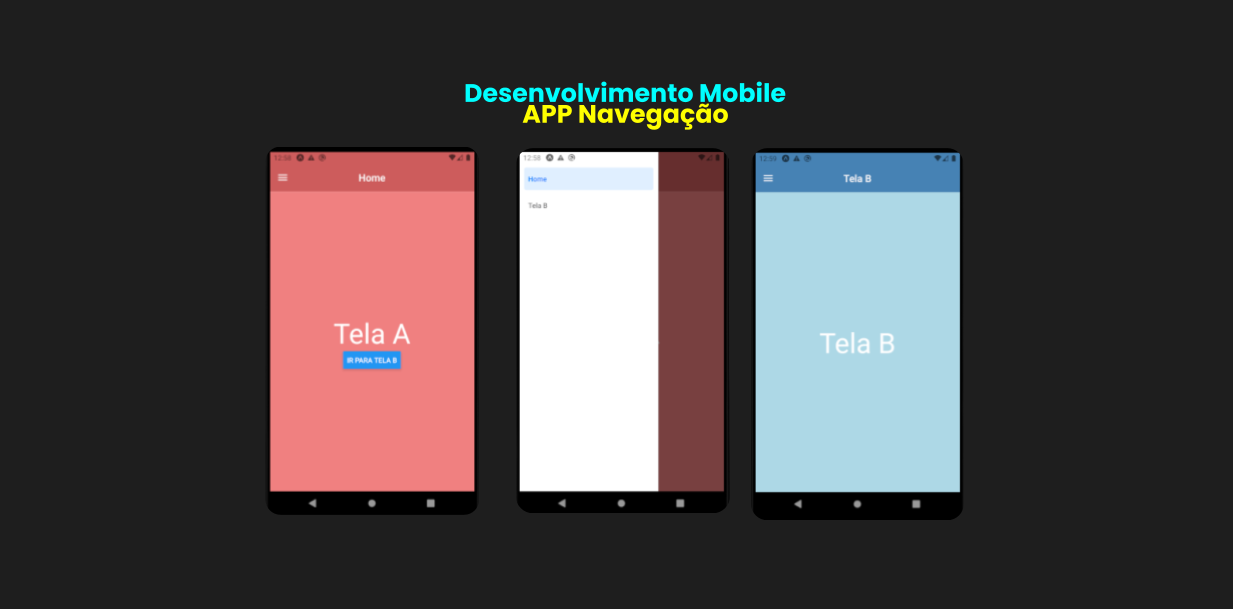 Desenvolvimento Mobile
APP Navegação
12:58
Home
Tela A
IR PARA TELA B
12:58
Home
Tela B
12:59
Tela B
Tela B